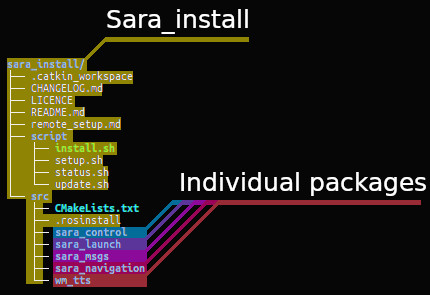 Sara_install
sara_install/
.catkin_workspace
CHANGELOG.md
LICENCE
README.md
remote_setup.md
script
install.sh
setup.sh
status.sh
update.sh
src
Individual packages
CMakeLists.txt
.rosinstall
sara_control
sara_launch
sara_msgs
sara_navigation
wm_tts